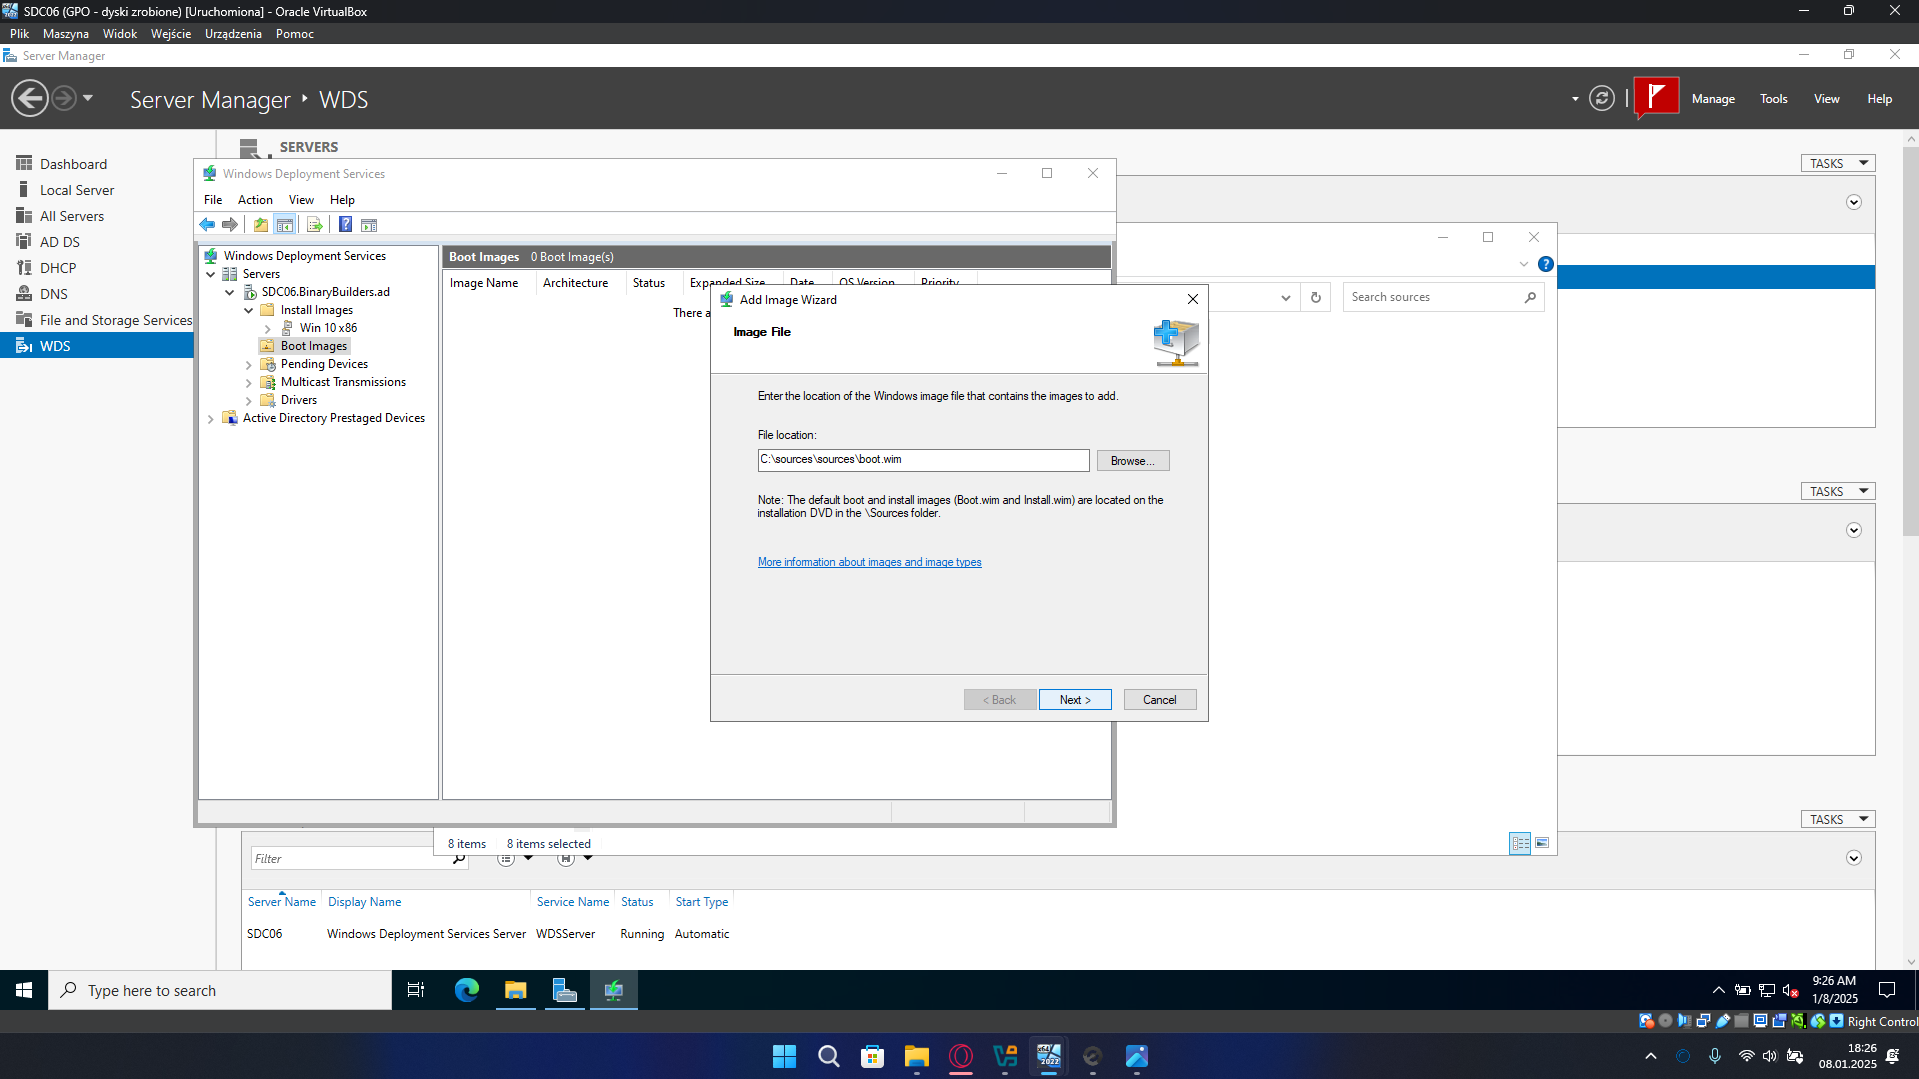 SDC06 (GPO - dyski zrobione) [Uruchomiona] - Oracle VirtualBox
Plik Maszyna Widok Wejście Urządzenia Pomoc
Server Manager
Server Manager ‣ WDS
Manage Tools View Help
Dashboard
Local Server
All Servers
AD DS
DHCP
DNS
File and Storage Services
WDS
SERVERS
TASKS
Windows Deployment Services
File Action View Help
Windows Deployment Services
Servers
SDC06.BinaryBuilders.ad
Install Images
Win 10 x86
Boot Images
Pending Devices
Multicast Transmissions
Drivers
Active Directory Prestaged Devices
Boot Images 0 Boot Image(s)
Image Name Architecture Status Expanded Size Date OS Version Priority
There a
Search sources
Add Image Wizard
Image File
Enter the location of the Windows image file that contains the images to add.
File location:
C:\sources\sources\boot.wim
Browse...
Note: The default boot and install images (Boot.wim and Install.wim) are located on the
installation DVD in the \Sources folder.
More information about images and image types
< Back Next > Cancel
TASKS
TASKS
8 items 8 items selected
Filter
Server Name Display Name Service Name Status Start Type
SDC06 Windows Deployment Services Server WDSServer Running Automatic
Type here to search
9:26 AM
1/8/2025
Right Control
x64
2022
18:26
08.01.2025